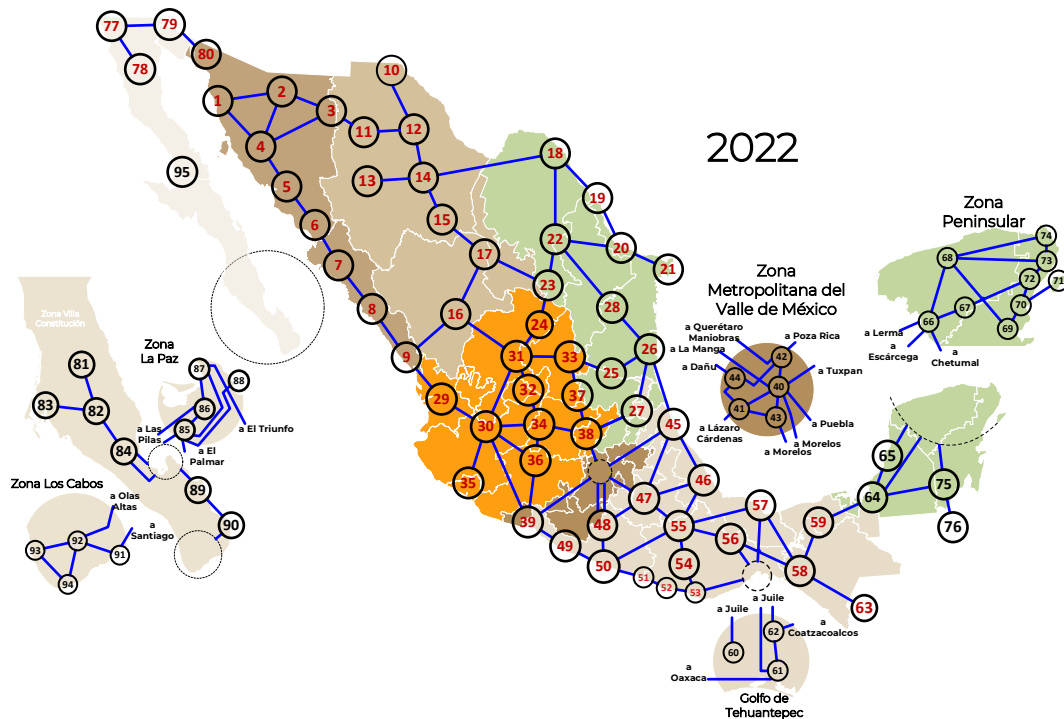 77
79
80
78
10
1
2
3
11
12
4
13
14
5
15
6
95
7
17
8
16
9
18
19
22
20
21
23
28
24
2022
Zona
Peninsular
74
73
68
72
71
67
70
66
69
a Lerma
a
Escárcega
a
Chetumal
Zona
Metropolitana del
Valle de México
a Querétaro
Maniobras
a Poza Rica
a La Manga
42
a Dañu
a Tuxpan
44
40
41
43
a Lázaro
Cárdenas
a Puebla
a Morelos
a Morelos
31
33
26
25
32
37
29
27
30
34
38
45
36
35
46
47
39
48
55
57
49
56
59
50
54
58
51
52
53
63
65
64
75
76
Zona Villa
Constitución
Zona
La Paz
81
87
88
83
82
86
85
a Las
Pilas
a El Triunfo
a El
Palmar
84
89
90
Zona Los Cabos
a Olas
Altas
a
Santiago
92
93
91
94
a Juile
a Juile
62
a
Coatzacoalcos
60
61
a
Oaxaca
Golfo de
Tehuantepec